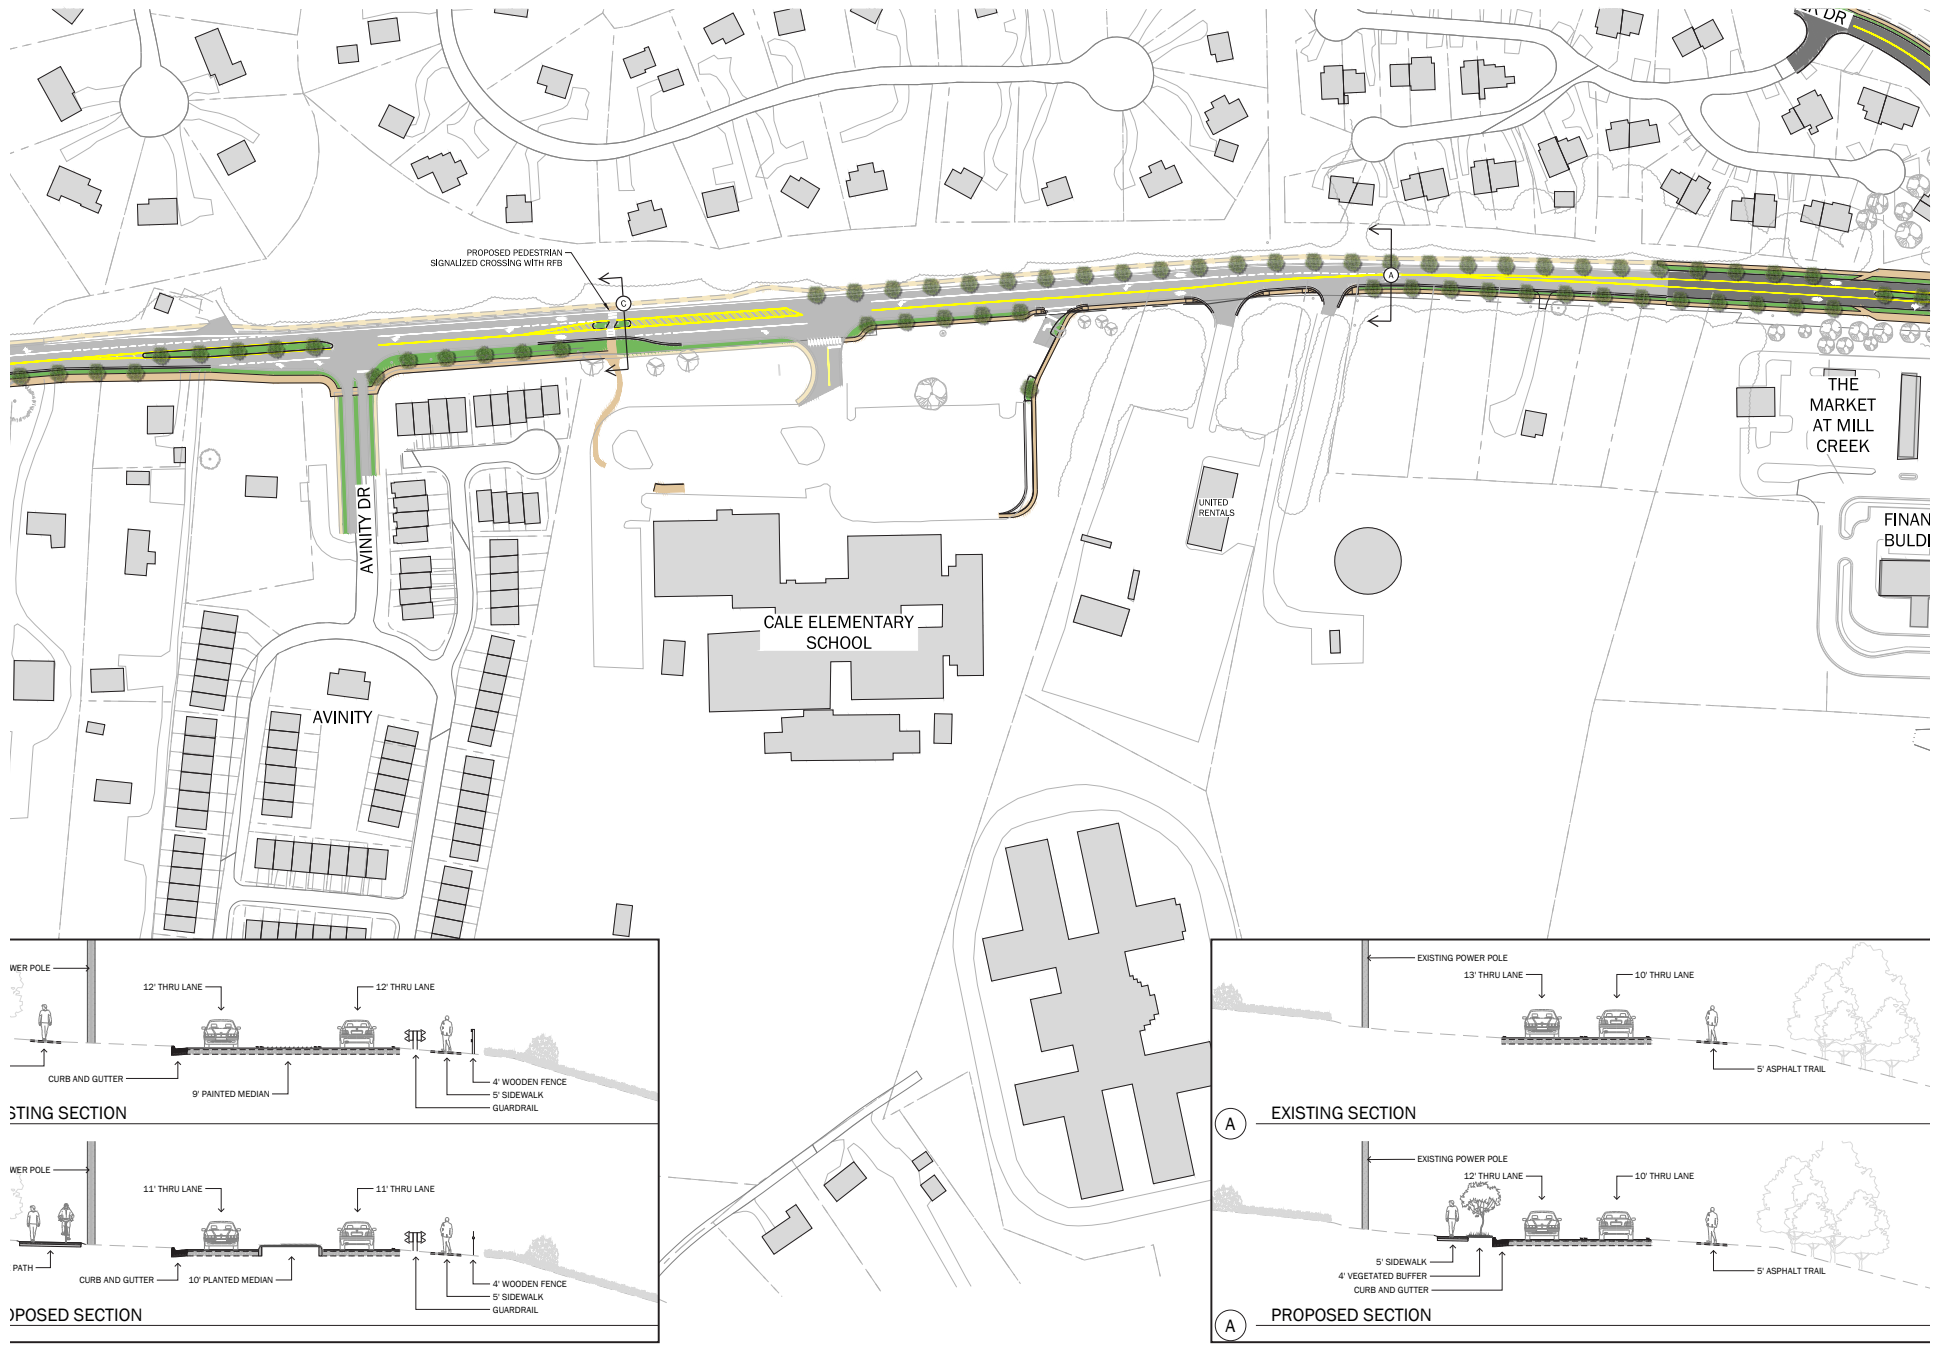 DR
PROPOSED PEDESTRIAN
SIGNALIZED CROSSING WITH RFB
C
A
THE
MARKET
AT MILL
CREEK
AVINITY DR
UNITED
RENTALS
FINAN
BULDI
CALE ELEMENTARY
SCHOOL
AVINITY
WER POLE
12' THRU LANE
12' THRU LANE
CURB AND GUTTER
9' PAINTED MEDIAN
4' WOODEN FENCE
5' SIDEWALK
GUARDRAIL
STING SECTION
WER POLE
11' THRU LANE
11' THRU LANE
PATH
CURB AND GUTTER
10' PLANTED MEDIAN
4' WOODEN FENCE
5' SIDEWALK
GUARDRAIL
OPOSED SECTION
EXISTING POWER POLE
13' THRU LANE
10' THRU LANE
5' ASPHALT TRAIL
A
EXISTING SECTION
EXISTING POWER POLE
12' THRU LANE
10' THRU LANE
5' SIDEWALK
4' VEGETATED BUFFER
CURB AND GUTTER
5' ASPHALT TRAIL
A
PROPOSED SECTION